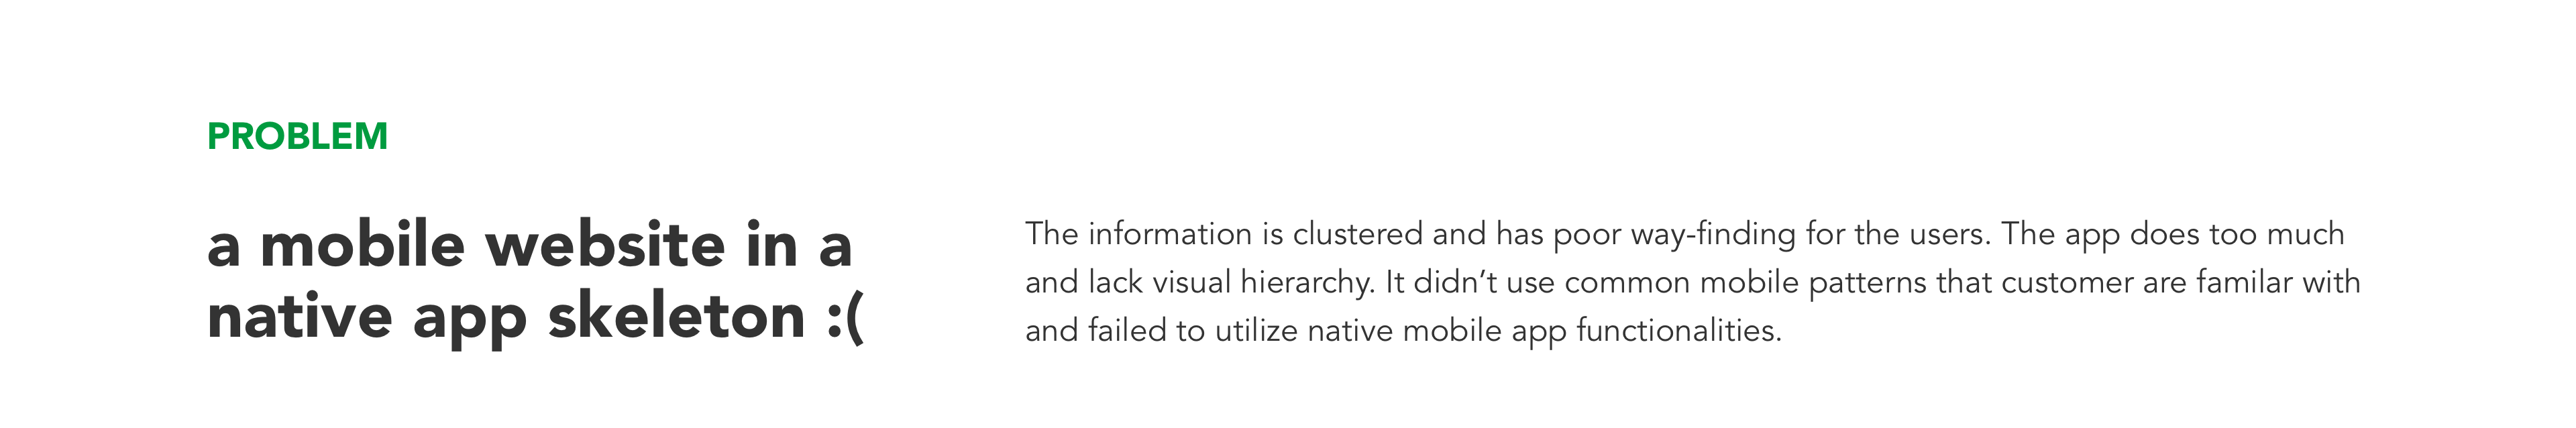 PROBLEM
a mobile website in a
native app skeleton :(
The information is clustered and has poor way-finding for the users. The app does too much
and lack visual hierarchy. It didn’t use common mobile patterns that customer are familar with
and failed to utilize native mobile app functionalities.